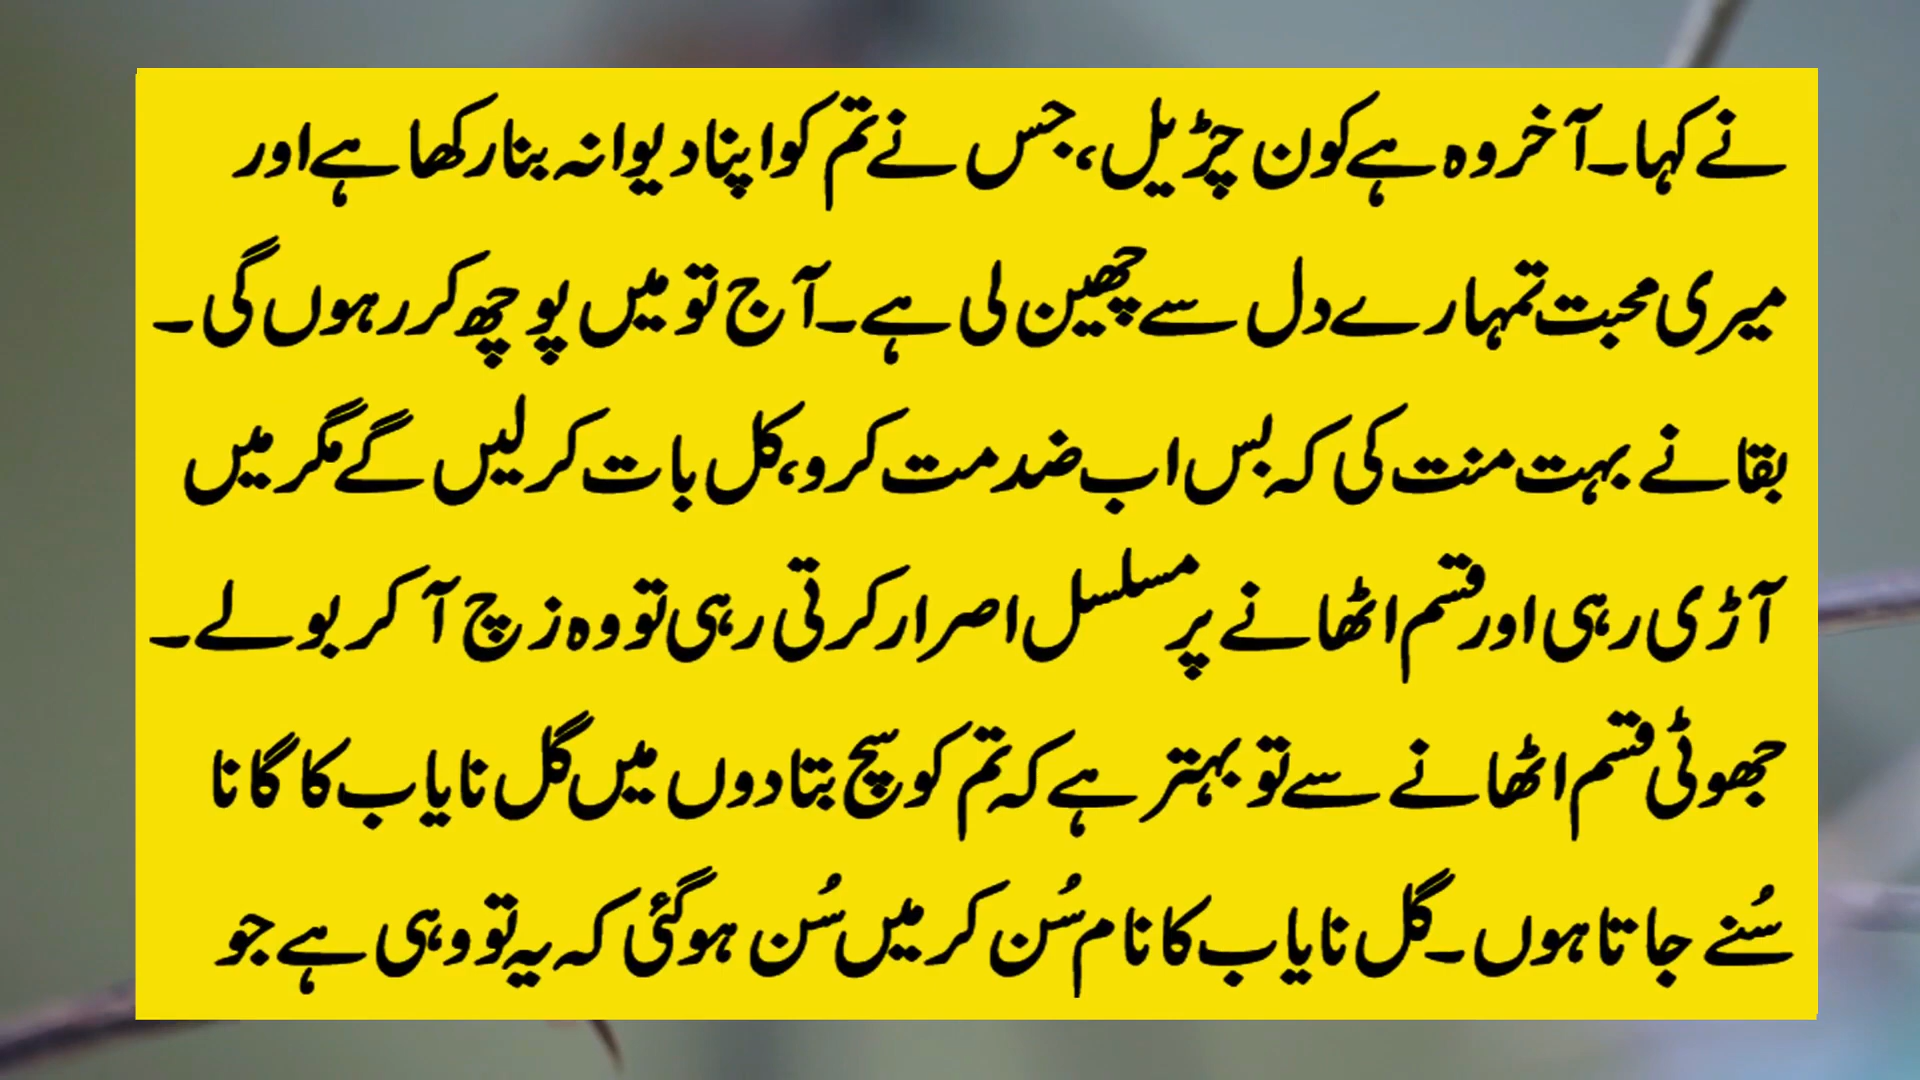 نے کہا۔ آخر وہ ہے کون چڑیل، جس نے تم کو اپنا دیوانہ بنا رکھا ہے اور
میری محبت تمہارے دل سے چھین لی ہے۔ آج تو میں پوچھ کر رہوں گی۔
بقا نے بہت منت کی کہ بس اب ضد مت کرو، کل بات کر لیں گے مگر میں
آڑی رہی اور قسم اٹھانے پر مسلسل اصرار کرتی رہی تو وہ زچ آ کر بولے۔
جھوٹی قسم اٹھانے سے تو بہتر ہے کہ تم کو سچ بتا دوں میں گل نایاب کا گانا
سُننے جاتا ہوں۔ گل نایاب کا نام سُن کر میں سُن ہو گئی کہ یہ تو وہی ہے جو